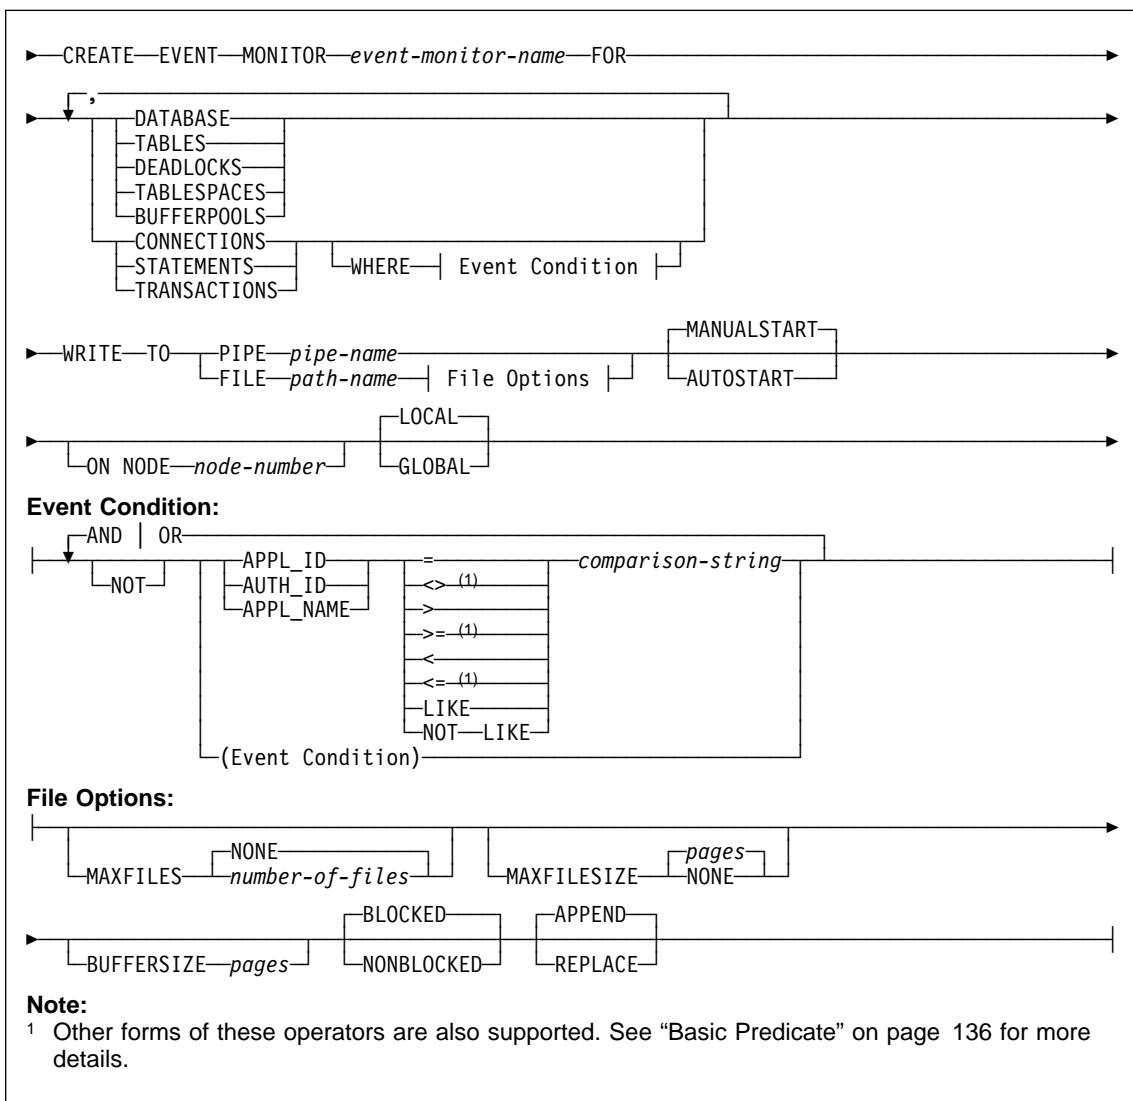 CREATE EVENT MONITOR event-monitor-name FOR
,
DATABASE
TABLES
DEADLOCKS
TABLESPACES
BUFFERPOOLS
CONNECTIONS
STATEMENTS WHERE Event Condition
TRANSACTIONS
MANUALSTART
WRITE TO PIPE pipe-name
FILE path-name File Options AUTOSTART
LOCAL
ON NODE node-number GLOBAL
Event Condition:
AND | OR
NOT APPL_ID = comparison-string
AUTH_ID <> (1)
APPL_NAME >
>= (1)
<
<= (1)
LIKE
NOT LIKE
(Event Condition)
File Options:
NONE pages
MAXFILES number-of-files MAXFILESIZE NONE
BLOCKED APPEND
BUFFERSIZE pages NONBLOCKED REPLACE
Note:
1 Other forms of these operators are also supported. See “Basic Predicate” on page 136 for more
details.